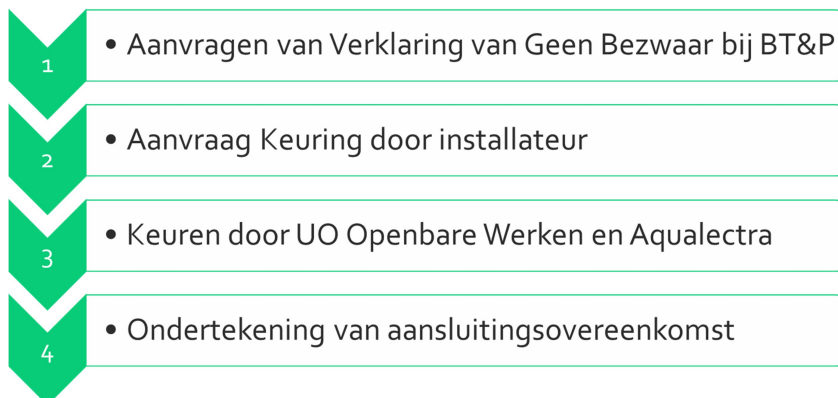 1
• Aanvragen van Verklaring van Geen Bezwaar bij BT&P
2
• Aanvraag Keuring door installateur
3
• Keuren door UO Openbare Werken en Aqualectra
4
• Ondertekening van aansluitingsovereenkomst